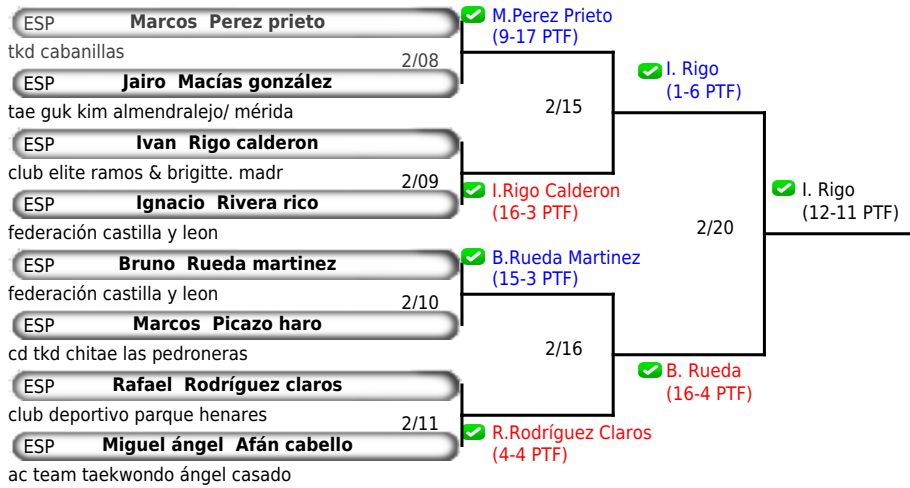 ESP Marcos Perez prieto
tkd cabanillas
2/08
ESP Jairo Macías gonzález
tae guk kim almendralejo/ mérida
ESP Ivan Rigo calderon
club elite ramos & brigitte. madr
2/09
ESP Ignacio Rivera rico
federación castilla y leon
ESP Bruno Rueda martinez
federación castilla y leon
2/10
ESP Marcos Picazo haro
cd tkd chitae las pedroneras
ESP Rafael Rodríguez claros
club deportivo parque henares
2/11
ESP Miguel ángel Afán cabello
ac team taekwondo ángel casado
M.Perez Prieto
(9-17 PTF)
2/15
I.Rigo Calderon
(16-3 PTF)
B.Rueda Martinez
(15-3 PTF)
2/16
R.Rodríguez Claros
(4-4 PTF)
I. Rigo
(1-6 PTF)
2/20
B. Rueda
(16-4 PTF)
I. Rigo
(12-11 PTF)